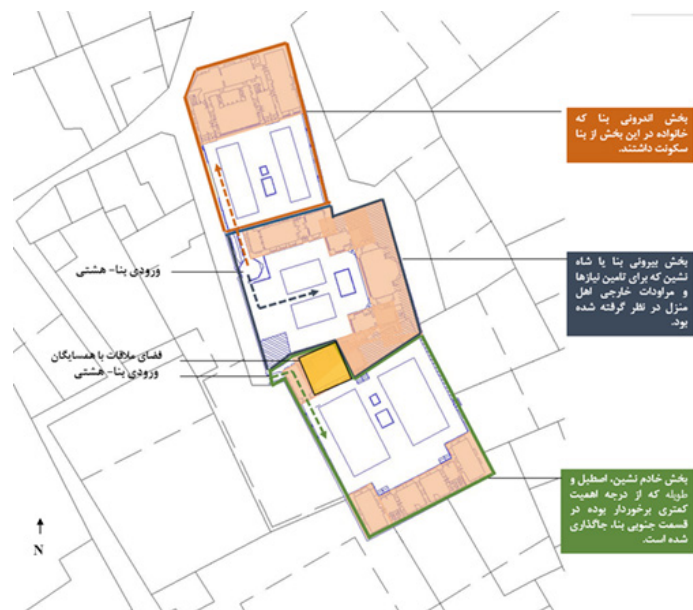 بخش اندرونی بنا که
خانواده در این بخش از بنا
سکونت داشتند.
ورودی بنا- هشتی
بخش بیرونی بنا یا شاه
نشین که برای تامین نیازها
و مراودات خارجی اهل
منزل در نظر گرفته شده
بود.
فضای ملاقات با همسایگان
ورودی بنا- هشتی
بخش خادم نشین، اصطبل و
طویله که از درجه اهمیت
کمتری برخوردار بوده در
قسمت جنوبی بنا، جاگذاری
شده است.
N